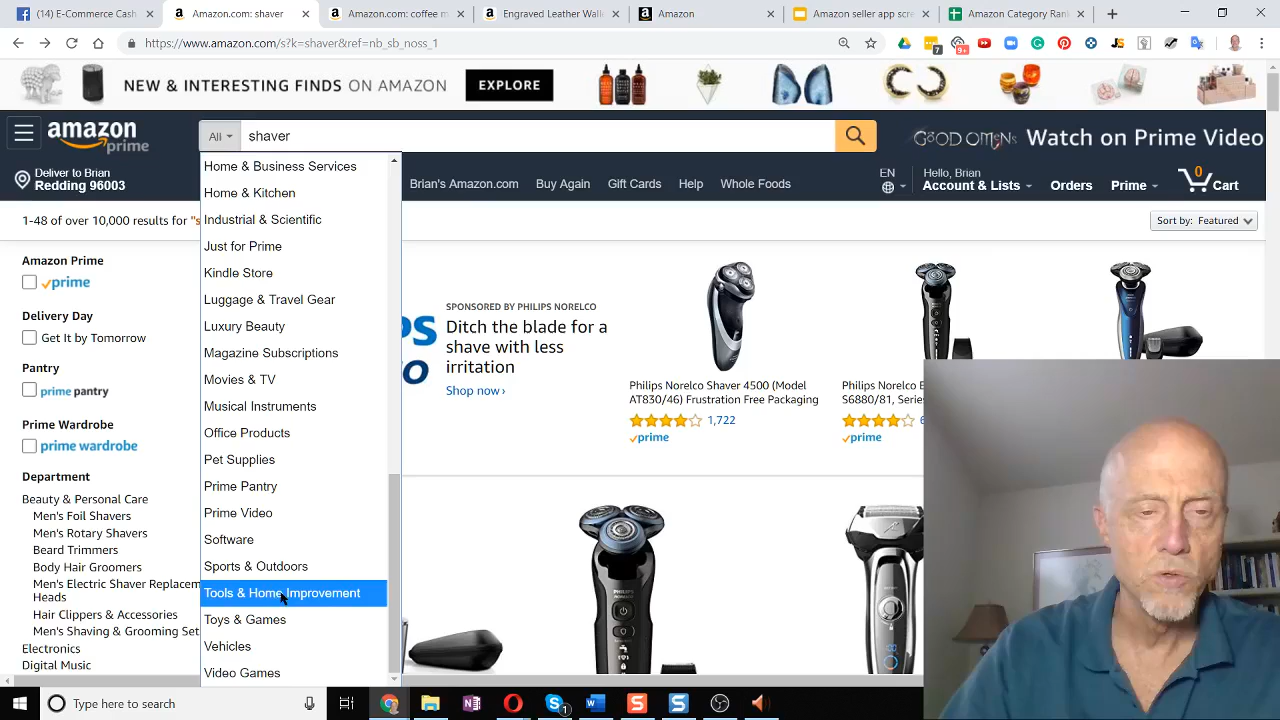 (14) E-Commerce Cash
Amazon.com: shaver
Amazon.com: coffee m
Engraved Leather Wall
Amazon
Amazon seller app scr
Amazon Category Rank
https://www.amazon.com/s?k=shaver&ref=nb_sb_noss_1
7
9+
NEW & INTERESTING FINDS ON AMAZON
EXPLORE
amazon
prime
All
shaver
GOOD OMENS Watch on Prime Video
Deliver to Brian
Redding 96003
Brian's Amazon.com
Buy Again
Gift Cards
Help
Whole Foods
EN
Hello, Brian
Account & Lists
Orders
Prime
0
Cart
1-48 of over 10,000 results for "s
Sort by: Featured
Amazon Prime
prime
Delivery Day
Get It by Tomorrow
Pantry
prime pantry
Prime Wardrobe
prime wardrobe
Department
Beauty & Personal Care
Men's Foil Shavers
Men's Rotary Shavers
Beard Trimmers
Body Hair Groomers
Men's Electric Shaver Replacem
Heads
Hair Clippers & Accessories
Men's Shaving & Grooming Set
Electronics
Digital Music
Home & Business Services
Home & Kitchen
Industrial & Scientific
Just for Prime
Kindle Store
Luggage & Travel Gear
Luxury Beauty
Magazine Subscriptions
Movies & TV
Musical Instruments
Office Products
Pet Supplies
Prime Pantry
Prime Video
Software
Sports & Outdoors
Tools & Home Improvement
Toys & Games
Vehicles
Video Games
SPONSORED BY PHILIPS NORELCO
Ditch the blade for a
shave with less
irritation
Shop now ›
Philips Norelco Shaver 4500 (Model
AT830/46) Frustration Free Packaging
1,722
prime
Philips Norelco
S6880/81, Series
prime
Type here to search
1